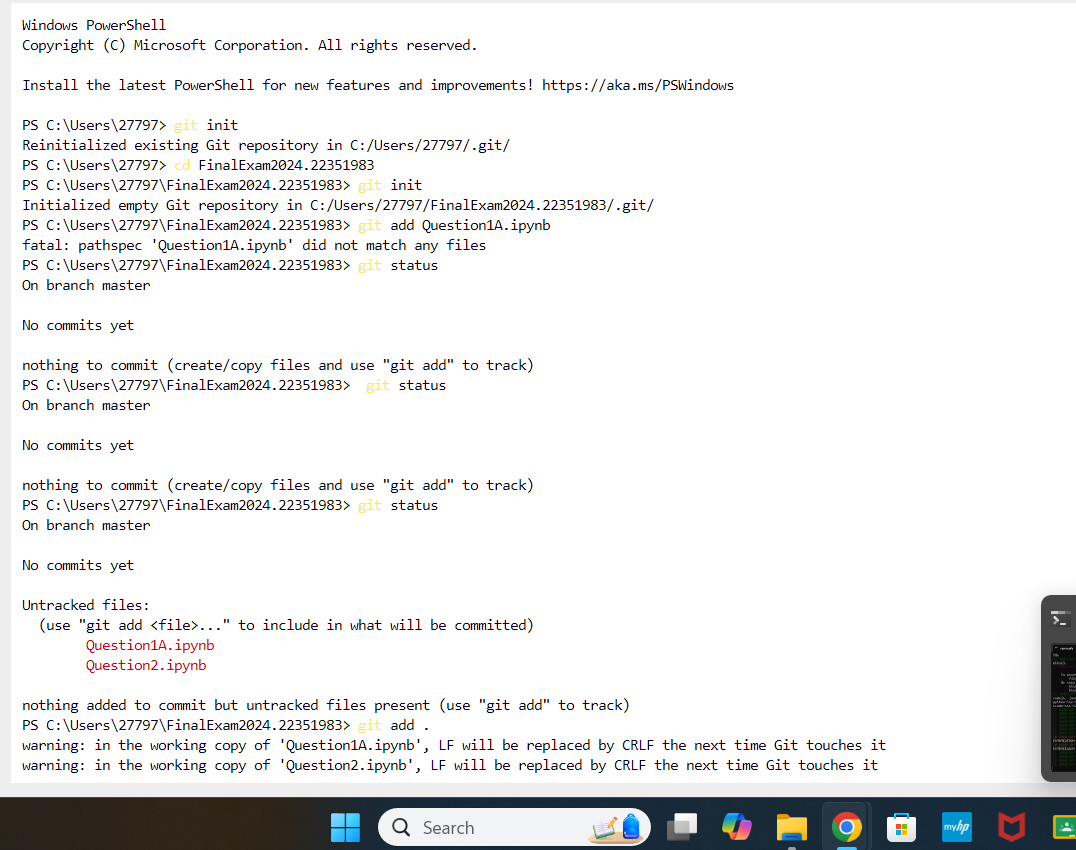 Windows PowerShell
Copyright (C) Microsoft Corporation. All rights reserved.
Install the latest PowerShell for new features and improvements! https://aka.ms/PSWindows
PS C:\Users\27797> git init
Reinitialized existing Git repository in C:/Users/27797/.git/
PS C:\Users\27797> cd FinalExam2024.22351983
PS C:\Users\27797\FinalExam2024.22351983> git init
Initialized empty Git repository in C:/Users/27797/FinalExam2024.22351983/.git/
PS C:\Users\27797\FinalExam2024.22351983> git add Question1A.ipynb
fatal: pathspec 'Question1A.ipynb' did not match any files
PS C:\Users\27797\FinalExam2024.22351983> git status
On branch master
No commits yet
nothing to commit (create/copy files and use "git add" to track)
PS C:\Users\27797\FinalExam2024.22351983>  git status
On branch master
No commits yet
nothing to commit (create/copy files and use "git add" to track)
PS C:\Users\27797\FinalExam2024.22351983> git status
On branch master
No commits yet
Untracked files:
  (use "git add <file>..." to include in what will be committed)
        Question1A.ipynb
        Question2.ipynb
nothing added to commit but untracked files present (use "git add" to track)
PS C:\Users\27797\FinalExam2024.22351983> git add .
warning: in the working copy of 'Question1A.ipynb', LF will be replaced by CRLF the next time Git touches it
warning: in the working copy of 'Question2.ipynb', LF will be replaced by CRLF the next time Git touches it
Search
myhp